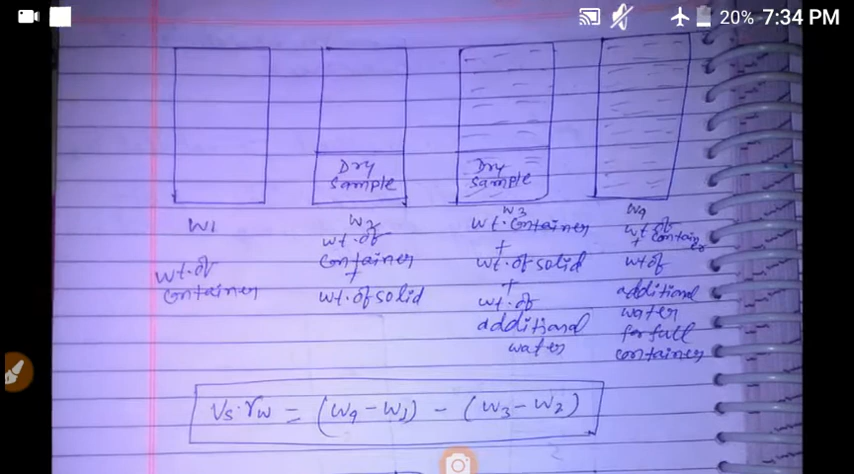 20% 7:34 PM
Dry
sample
Dry
sample
W1
W2
wt. of
container
+
wt. of solid
W3
wt. container
+
wt. of solid
+
wt. of
additional
water
W4
wt. of
+ container
wt of
additional
water
for full
container
wt. of
container
Vs·γw = (W4 - W1) - (W3 - W2)